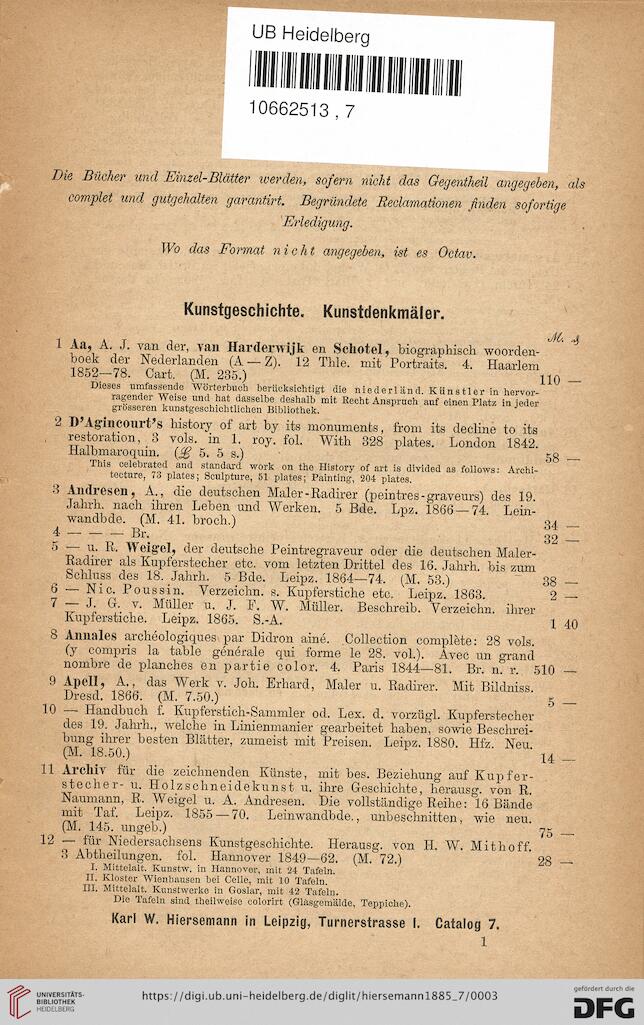 UB Heidelberg
10662513 , 7
Die Bücher und Einzel-Blätter werden, sofern nicht das Gegentheil angegeben, als
complet und gutgehalten garantirt. Begründete Reclamationen finden sofortige
Erledigung.
Wo das Format nicht angegeben, ist es Octav.
Kunstgeschichte. Kunstdenkmäler.
M. ₰
1 Aa, A. J. van der, van Harderwijk en Schotel, biographisch woorden-
boek der Nederlanden (A — Z). 12 Thle. mit Portraits. 4. Haarlem
1852—78. Cart. (M. 235.) 110 —
Dieses umfassende Wörterbuch berücksichtigt die niederländ. Künstler in hervor-
ragender Weise und hat dasselbe deshalb mit Recht Anspruch auf einen Platz in jeder
grösseren kunstgeschichtlichen Bibliothek.
2 D'Agincourt's history of art by its monuments, from its decline to its
restoration, 3 vols. in 1. roy. fol. With 328 plates. London 1842.
Halbmaroquin. (£ 5. 5 s.) 58 —
This celebrated and standard work on the History of art is divided as follows: Archi-
tecture, 73 plates; Sculpture, 51 plates; Painting, 204 plates.
3 Andresen, A., die deutschen Maler-Radirer (peintres-graveurs) des 19.
Jahrh. nach ihren Leben und Werken. 5 Bde. Lpz. 1866—74. Lein-
wandbde. (M. 41. broch.) 34 —
4 — — — Br. 32 —
5 — u. R. Weigel, der deutsche Peintregraveur oder die deutschen Maler-
Radirer als Kupferstecher etc. vom letzten Drittel des 16. Jahrh. bis zum
Schluss des 18. Jahrh. 5 Bde. Leipz. 1864—74. (M. 53.) 38 —
6 — Nic. Poussin. Verzeichn. s. Kupferstiche etc. Leipz. 1863. 2 —
7 — J. G. v. Müller u. J. F. W. Müller. Beschreib. Verzeichn. ihrer
Kupferstiche. Leipz. 1865. S.-A. 1 40
8 Annales archéologiques par Didron ainé. Collection complète: 28 vols.
(y compris la table générale qui forme le 28. vol.). Avec un grand
nombre de planches en partie color. 4. Paris 1844—81. Br. n. r. 510 —
9 Apell, A., das Werk v. Joh. Erhard, Maler u. Radirer. Mit Bildniss.
Dresd. 1866. (M. 7.50.) 5 —
10 — Handbuch f. Kupferstich-Sammler od. Lex. d. vorzügl. Kupferstecher
des 19. Jahrh., welche in Linienmanier gearbeitet haben, sowie Beschrei-
bung ihrer besten Blätter, zumeist mit Preisen. Leipz. 1880. Hfz. Neu.
(M. 18.50.) 14 —
11 Archiv für die zeichnenden Künste, mit bes. Beziehung auf Kupfer-
stecher- u. Holzschneidekunst u. ihre Geschichte, herausg. von R.
Naumann, R. Weigel u. A. Andresen. Die vollständige Reihe: 16 Bände
mit Taf. Leipz. 1855—70. Leinwandbde., unbeschnitten, wie neu.
(M. 145. ungeb.) 75 —
12 — für Niedersachsens Kunstgeschichte. Herausg. von H. W. Mithoff.
3 Abtheilungen. fol. Hannover 1849—62. (M. 72.) 28 —
I. Mittelalt. Kunstw. in Hannover, mit 24 Tafeln.
II. Kloster Wienhausen bei Celle, mit 10 Tafeln.
III. Mittelalt. Kunstwerke in Goslar, mit 42 Tafeln.
Die Tafeln sind theilweise colorirt (Glasgemälde, Teppiche).
Karl W. Hiersemann in Leipzig, Turnerstrasse I. Catalog 7.
1
UNIVERSITÄTS-
BIBLIOTHEK
HEIDELBERG
https://digi.ub.uni-heidelberg.de/diglit/hiersemann1885_7/0003
gefördert durch die
DFG